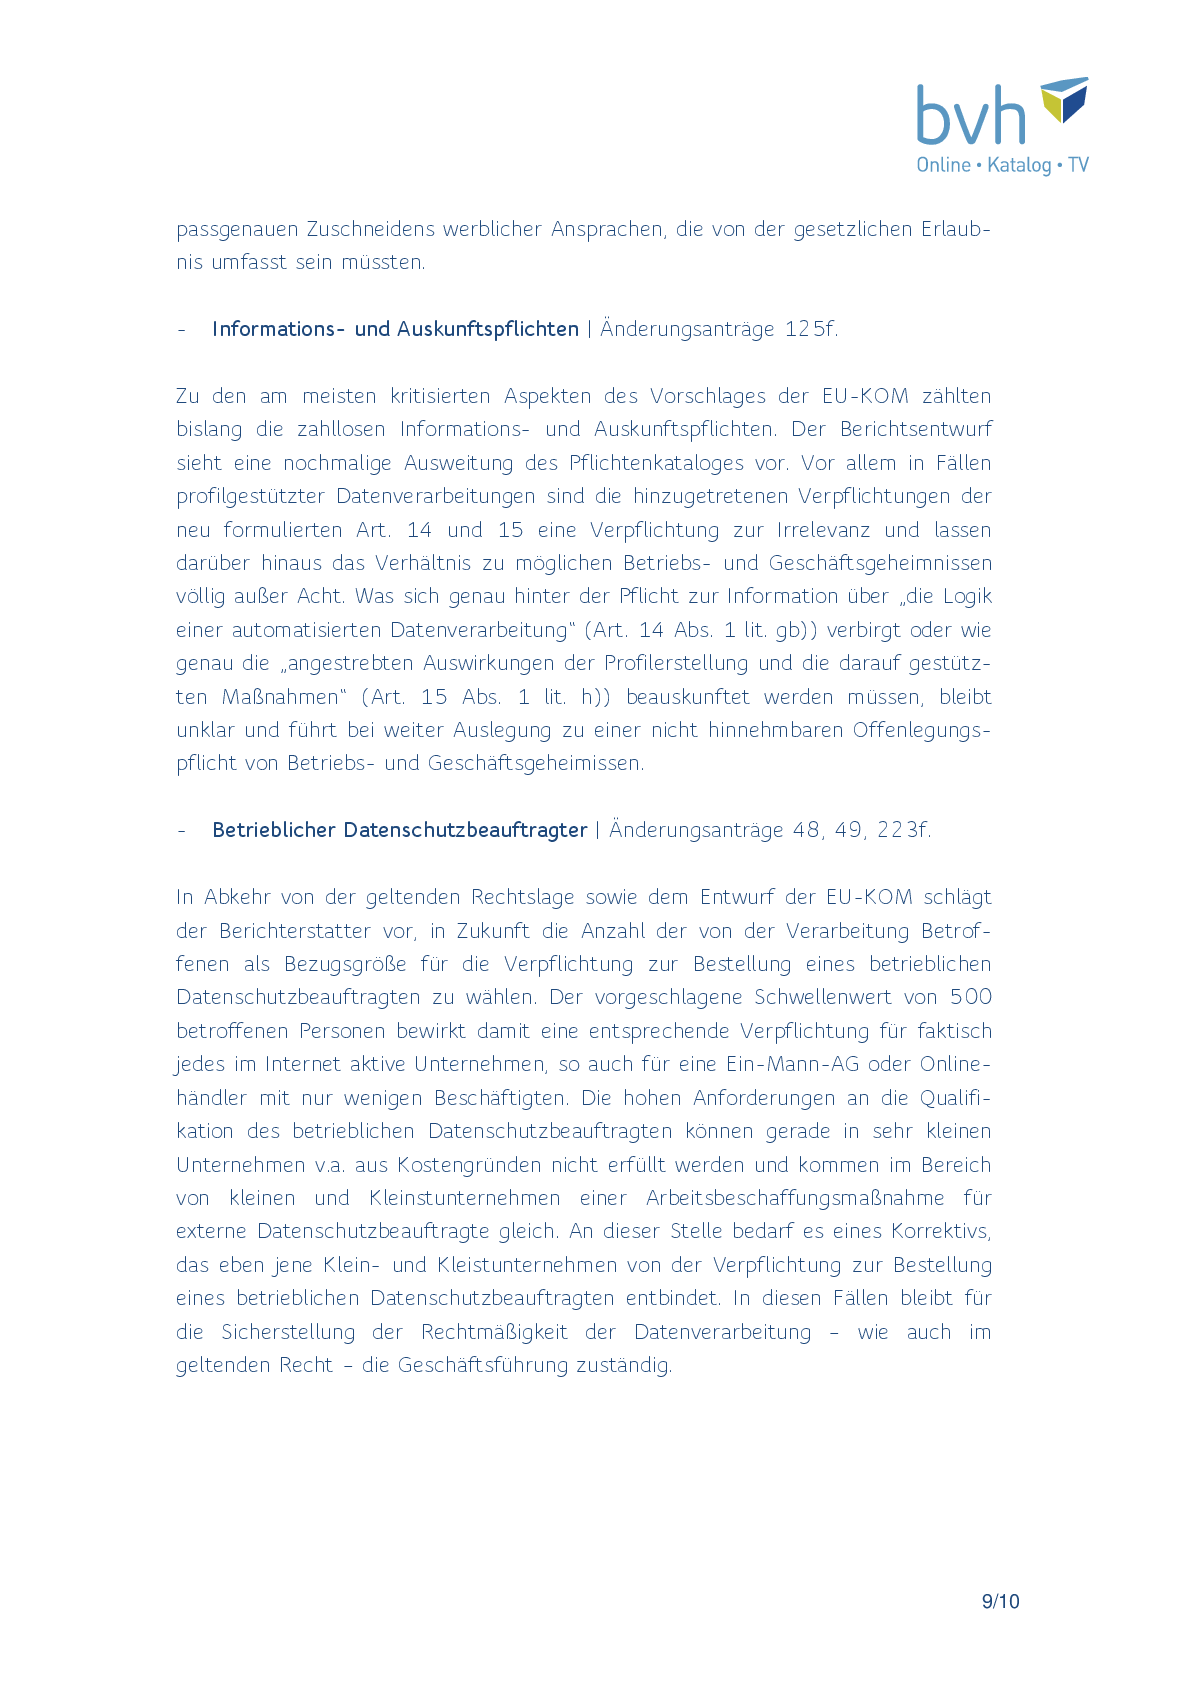 bvh
Online • Katalog • TV
passgenauen Zuschneidens werblicher Ansprachen, die von der gesetzlichen Erlaub-
nis umfasst sein müssten.
- Informations- und Auskunftspflichten | Änderungsanträge 125f.
Zu den am meisten kritisierten Aspekten des Vorschlages der EU-KOM zählten
bislang die zahllosen Informations- und Auskunftspflichten. Der Berichtsentwurf
sieht eine nochmalige Ausweitung des Pflichtenkataloges vor. Vor allem in Fällen
profilgestützter Datenverarbeitungen sind die hinzugetretenen Verpflichtungen der
neu formulierten Art. 14 und 15 eine Verpflichtung zur Irrelevanz und lassen
darüber hinaus das Verhältnis zu möglichen Betriebs- und Geschäftsgeheimnissen
völlig außer Acht. Was sich genau hinter der Pflicht zur Information über „die Logik
einer automatisierten Datenverarbeitung“ (Art. 14 Abs. 1 lit. gb)) verbirgt oder wie
genau die „angestrebten Auswirkungen der Profilerstellung und die darauf gestütz-
ten Maßnahmen“ (Art. 15 Abs. 1 lit. h)) beauskunftet werden müssen, bleibt
unklar und führt bei weiter Auslegung zu einer nicht hinnehmbaren Offenlegungs-
pflicht von Betriebs- und Geschäftsgeheimissen.
- Betrieblicher Datenschutzbeauftragter | Änderungsanträge 48, 49, 223f.
In Abkehr von der geltenden Rechtslage sowie dem Entwurf der EU-KOM schlägt
der Berichterstatter vor, in Zukunft die Anzahl der von der Verarbeitung Betrof-
fenen als Bezugsgröße für die Verpflichtung zur Bestellung eines betrieblichen
Datenschutzbeauftragten zu wählen. Der vorgeschlagene Schwellenwert von 500
betroffenen Personen bewirkt damit eine entsprechende Verpflichtung für faktisch
jedes im Internet aktive Unternehmen, so auch für eine Ein-Mann-AG oder Online-
händler mit nur wenigen Beschäftigten. Die hohen Anforderungen an die Qualifi-
kation des betrieblichen Datenschutzbeauftragten können gerade in sehr kleinen
Unternehmen v.a. aus Kostengründen nicht erfüllt werden und kommen im Bereich
von kleinen und Kleinstunternehmen einer Arbeitsbeschaffungsmaßnahme für
externe Datenschutzbeauftragte gleich. An dieser Stelle bedarf es eines Korrektivs,
das eben jene Klein- und Kleistunternehmen von der Verpflichtung zur Bestellung
eines betrieblichen Datenschutzbeauftragten entbindet. In diesen Fällen bleibt für
die Sicherstellung der Rechtmäßigkeit der Datenverarbeitung – wie auch im
geltenden Recht – die Geschäftsführung zuständig.
9/10